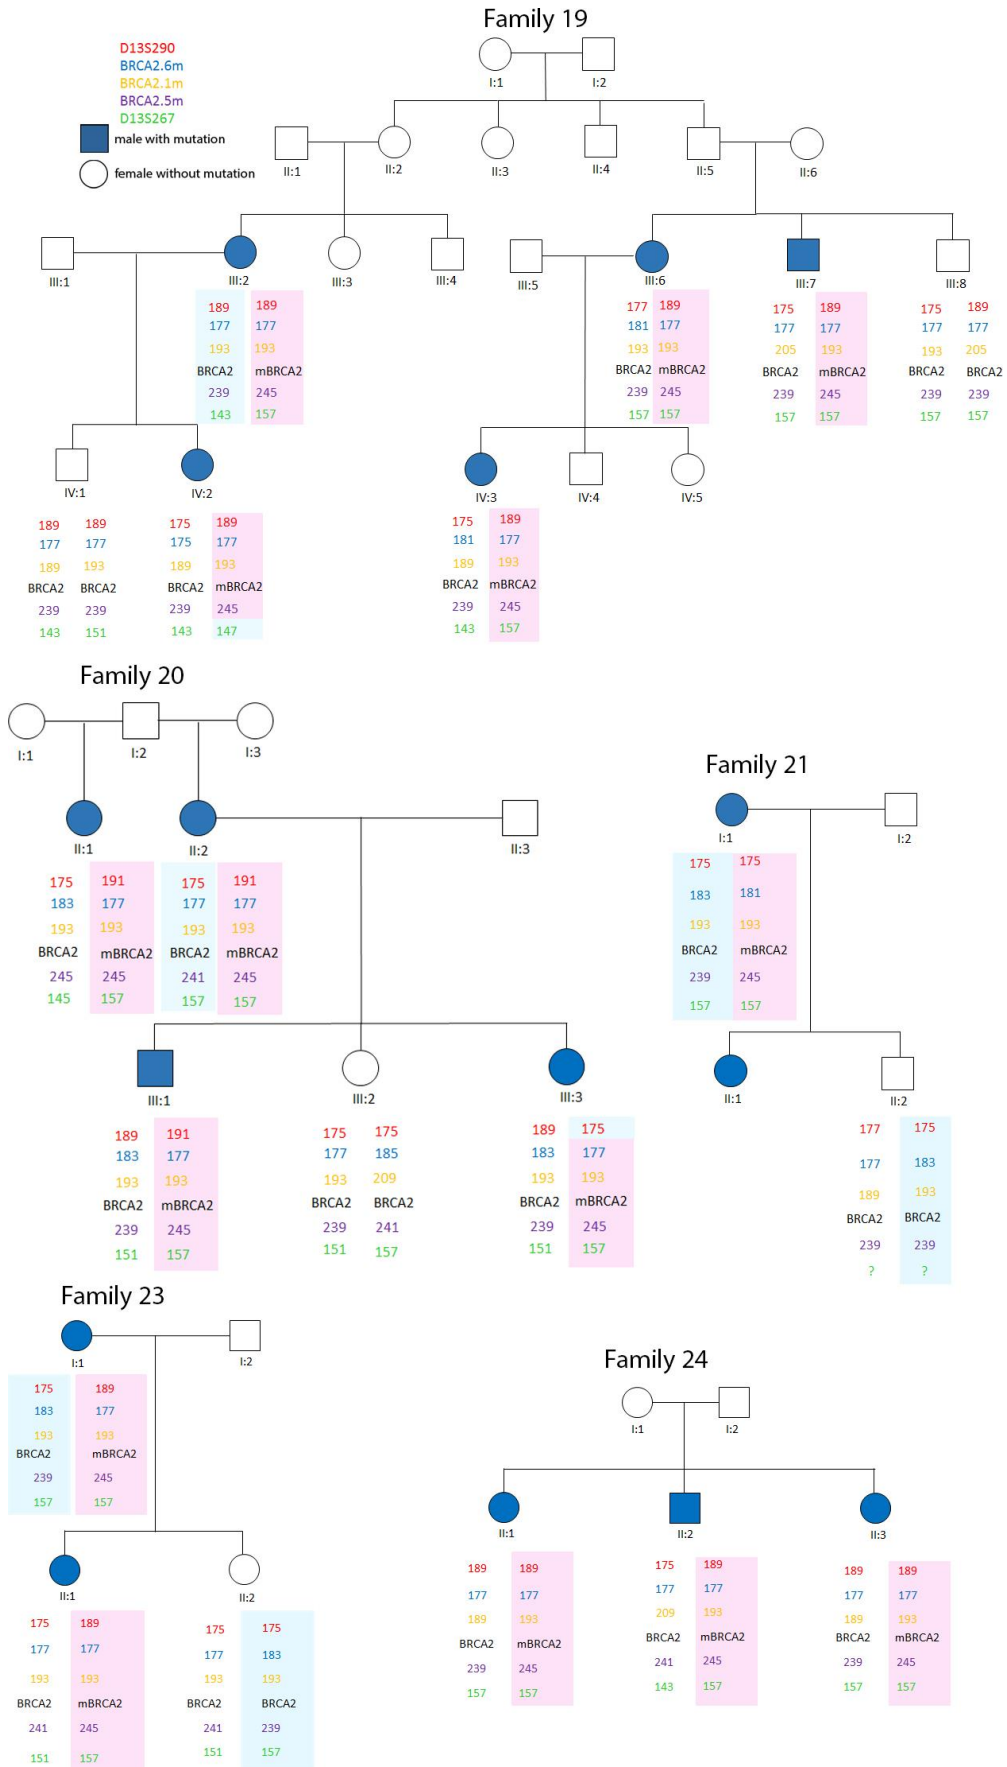 Family 19
D13S290
BRCA2.6m
BRCA2.1m
BRCA2.5m
D13S267
male with mutation
female without mutation
I:1 I:2
II:1 II:2 II:3 II:4 II:5 II:6
III:1 III:2 III:3 III:4 III:5 III:6 III:7 III:8
189 189 177 189 175 189 175 189
177 177 181 177 177 177 177 177
193 193 193 193 205 193 193 205
BRCA2 mBRCA2 BRCA2 mBRCA2 BRCA2 mBRCA2 BRCA2 BRCA2
239 245 239 245 239 245 239 239
143 157 157 157 157 157 157 157
IV:1 IV:2 IV:3 IV:4 IV:5
189 189 175 189 175 189
177 177 175 177 181 177
189 193 189 193 189 193
BRCA2 BRCA2 BRCA2 mBRCA2 BRCA2 mBRCA2
239 239 239 245 239 245
143 151 143 147 143 157
Family 20
I:1 I:2 I:3
II:1 II:2 II:3
175 191 175 191
183 177 177 177
193 193 193 193
BRCA2 mBRCA2 BRCA2 mBRCA2
245 245 241 245
145 157 157 157
III:1 III:2 III:3
189 191 175 175 189 175
183 177 177 185 183 177
193 193 193 209 193 193
BRCA2 mBRCA2 BRCA2 BRCA2 BRCA2 mBRCA2
239 245 239 241 239 245
151 157 151 157 151 157
Family 21
I:1 I:2
175 175
183 181
193 193
BRCA2 mBRCA2
239 245
157 157
II:1 II:2
177 175
177 183
189 193
BRCA2 BRCA2
239 239
? ?
Family 23
I:1 I:2
175 189
183 177
193 193
BRCA2 mBRCA2
239 245
157 157
II:1 II:2
175 189 175 175
177 177 177 183
193 193 193 193
BRCA2 mBRCA2 BRCA2 BRCA2
241 245 241 239
151 157 151 157
Family 24
I:1 I:2
II:1 II:2 II:3
189 189 175 189 189 189
177 177 177 177 177 177
189 193 209 193 189 193
BRCA2 mBRCA2 BRCA2 mBRCA2 BRCA2 mBRCA2
239 245 241 245 239 245
157 157 143 157 157 157